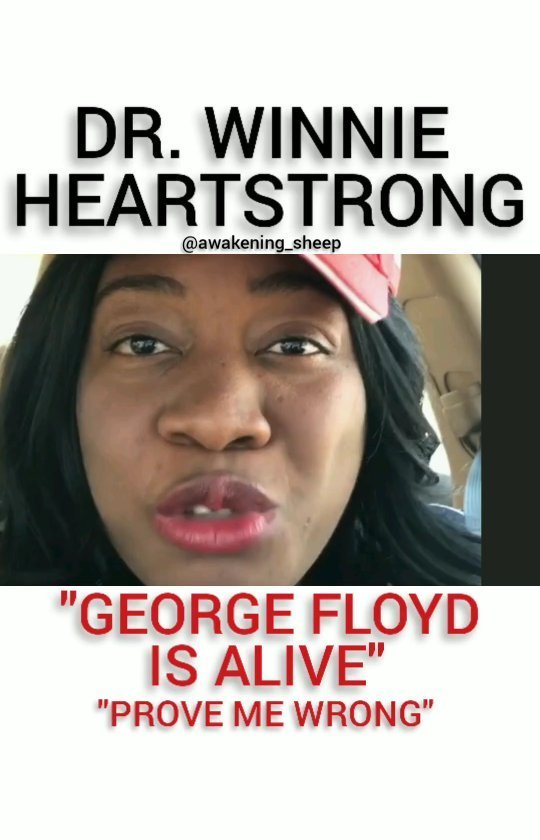 DR. WINNIE
HEARTSTRONG
@awakening_sheep
"GEORGE FLOYD
IS ALIVE"
"PROVE ME WRONG"